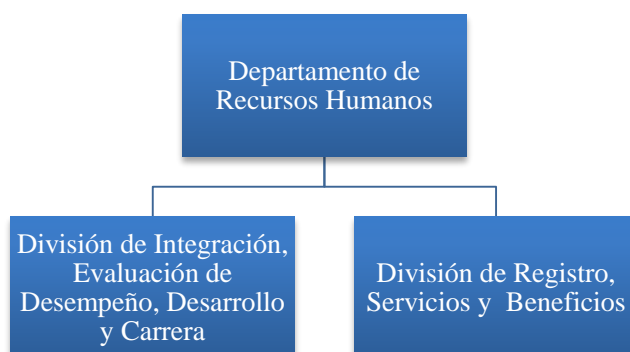 Departamento de
Recursos Humanos
División de Integración,
Evaluación de
Desempeño, Desarrollo
y Carrera
División de Registro,
Servicios y  Beneficios